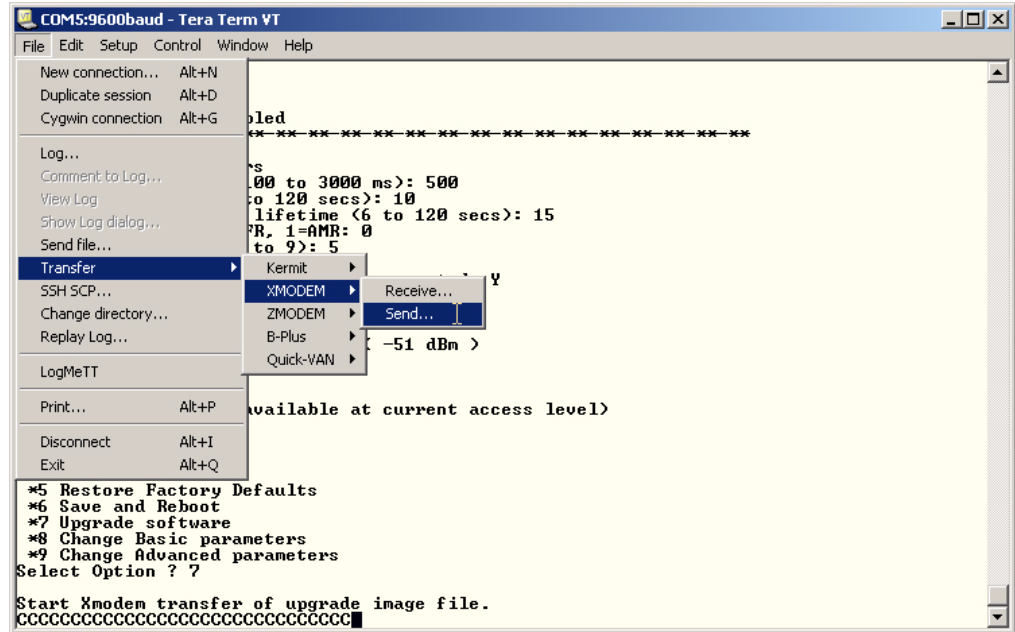 COM5:9600baud - Tera Term VT
File Edit Setup Control Window Help
New connection... Alt+N
Duplicate session Alt+D
Cygwin connection Alt+G
Log...
Comment to Log...
View Log
Show Log dialog...
Send file...
Transfer
SSH SCP...
Change directory...
Replay Log...
LogMeTT
Print... Alt+P
Disconnect Alt+I
Exit Alt+Q
Kermit
XMODEM
ZMODEM
B-Plus
Quick-VAN
Receive...
Send...
bled
** ** ** ** ** ** ** ** ** ** ** ** ** ** ** **
rs
00 to 3000 ms): 500
to 120 secs): 10
lifetime (6 to 120 secs): 15
FR, 1=AMR: 0
to 9): 5
Y
( -51 dBm )
available at current access level)
*5 Restore Factory Defaults
*6 Save and Reboot
*7 Upgrade software
*8 Change Basic parameters
*9 Change Advanced parameters
Select Option ? 7
Start Xmodem transfer of upgrade image file.
CCCCCCCCCCCCCCCCCCCCCCCCCCCCCCC